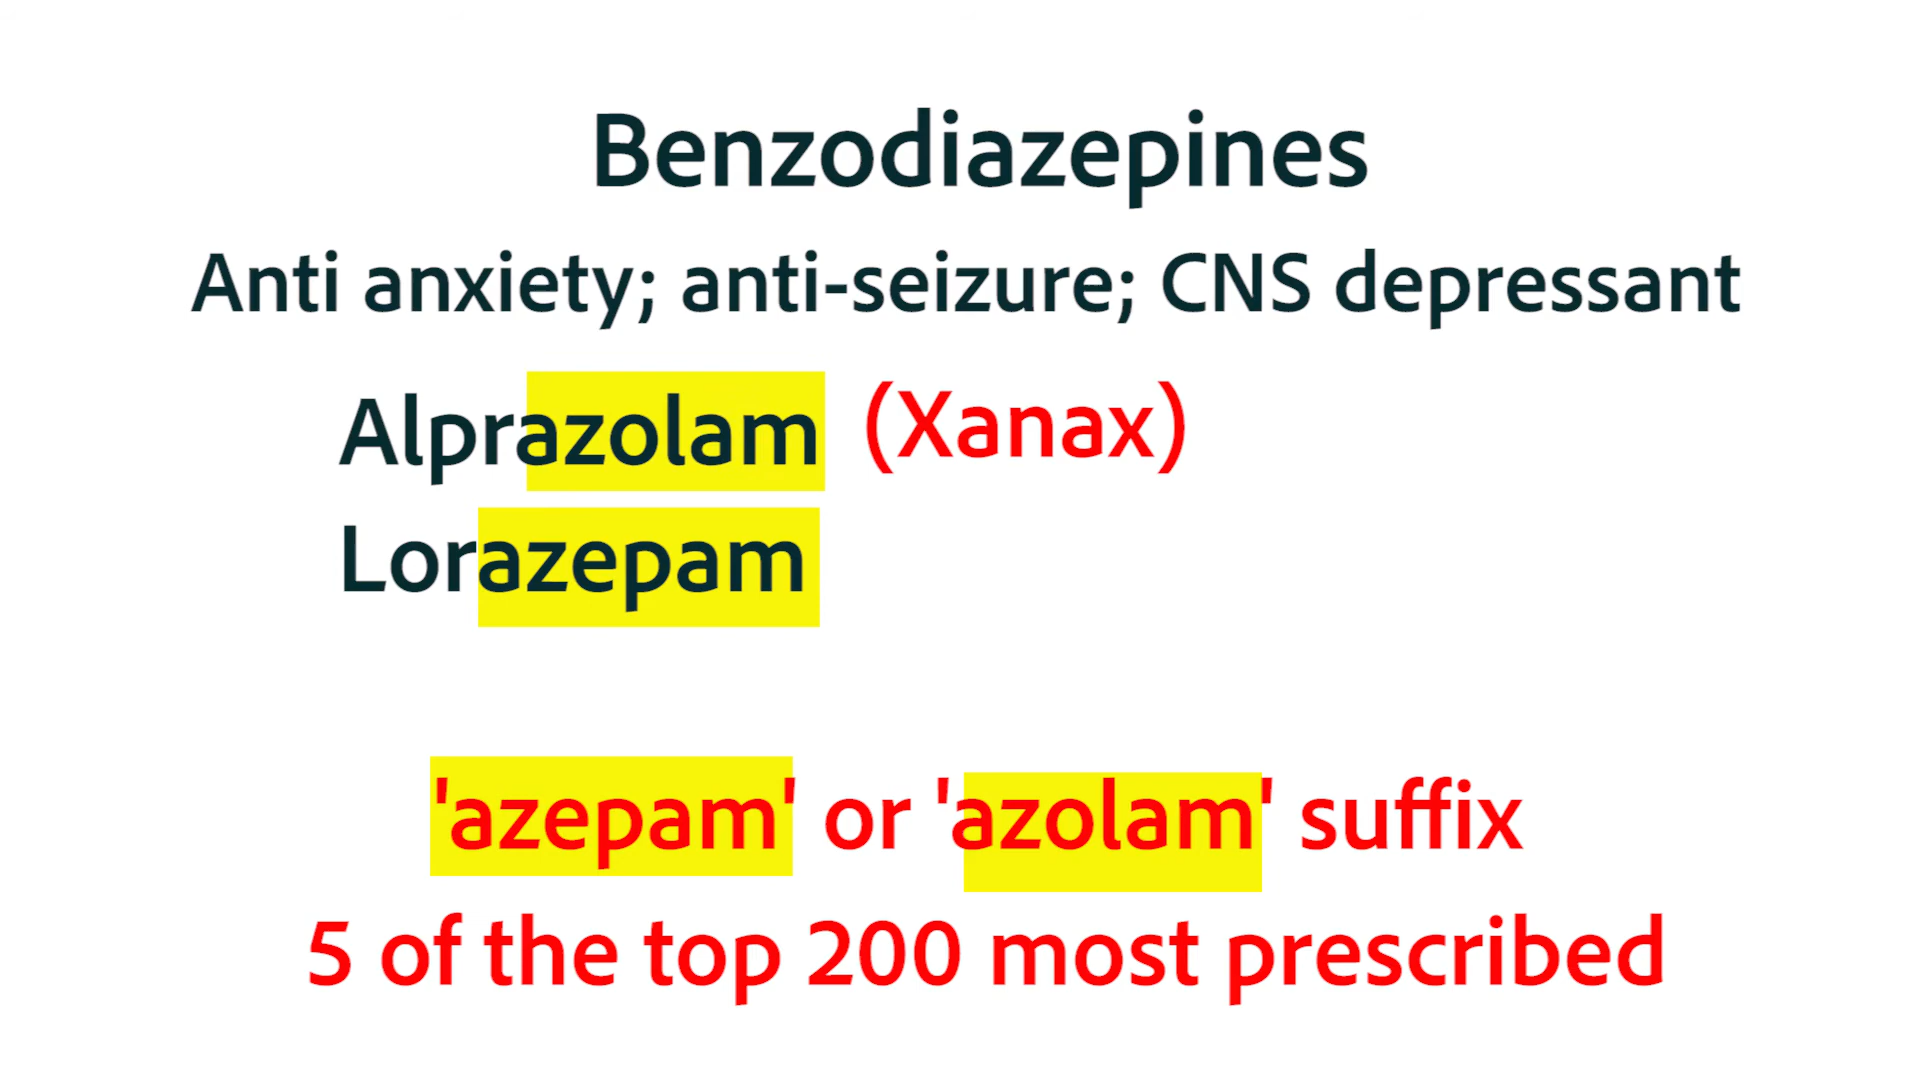 Benzodiazepines
Anti anxiety; anti-seizure; CNS depressant
Alprazolam (Xanax)
Lorazepam
'azepam' or 'azolam' suffix
5 of the top 200 most prescribed